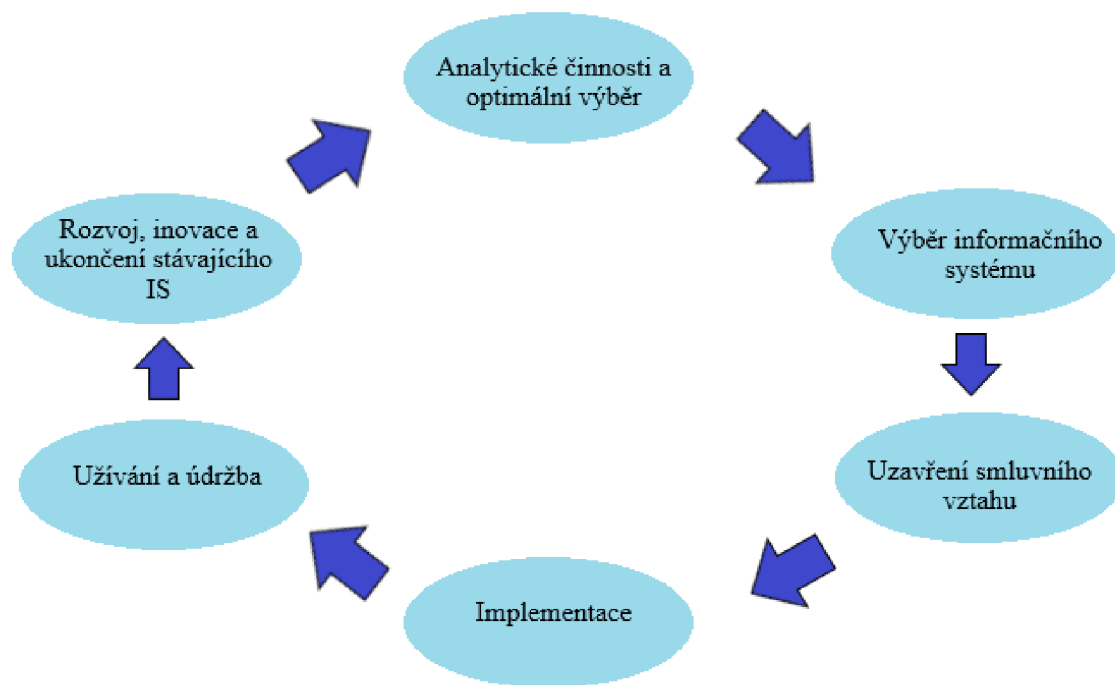 Analytické činnosti a
optimální výběr
Výběr informačního
systému
Uzavření smluvního
vztahu
Implementace
Užívání a údržba
Rozvoj, inovace a
ukončení stávajícího
IS